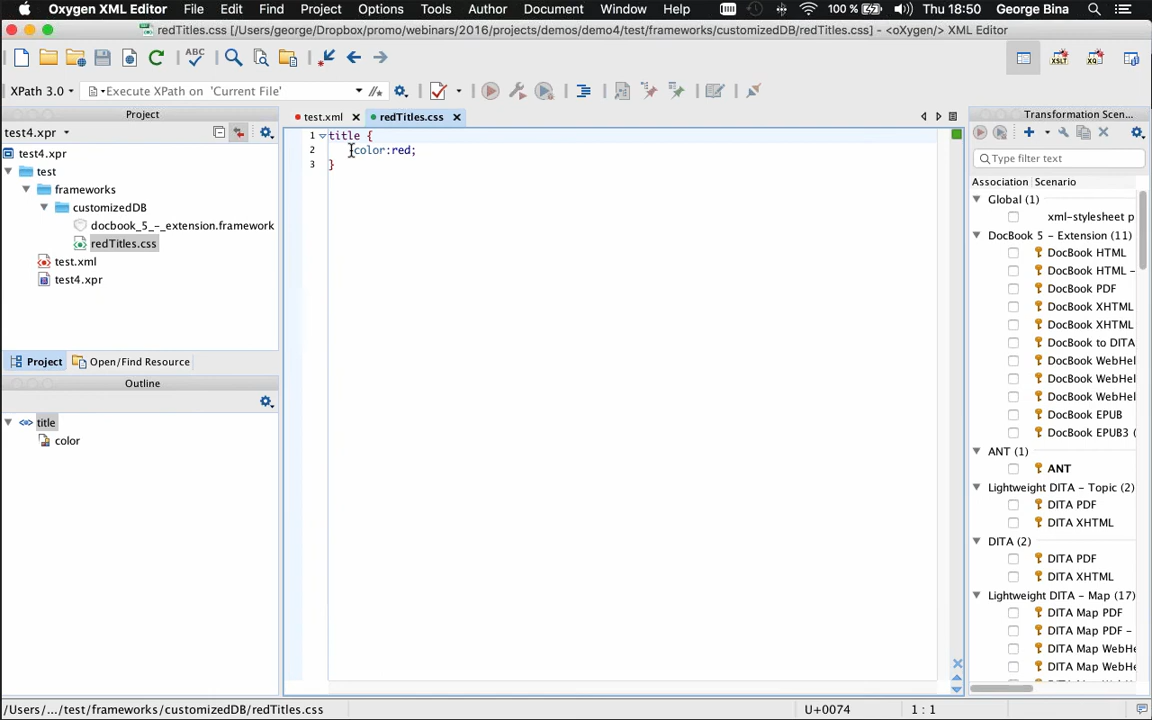 Oxygen XML Editor File Edit Find Project Options Tools Author Document Window Help 100 % Thu 18:50 George Bina
redTitles.css [/Users/george/Dropbox/promo/webinars/2016/projects/demos/demo4/test/frameworks/customizedDB/redTitles.css] - <oXygen/> XML Editor
ABC XSLT XQ
XPath 3.0 Execute XPath on 'Current File'
Project
test4.xpr
test4.xpr
test
frameworks
customizedDB
docbook_5_-_extension.framework
redTitles.css
test.xml
test4.xpr
Project Open/Find Resource
Outline
title
color
test.xml redTitles.css
1 title {
2 color:red;
3 }
Transformation Scen...
Type filter text
Association Scenario
Global (1)
xml-stylesheet p
DocBook 5 - Extension (11)
DocBook HTML
DocBook HTML -
DocBook PDF
DocBook XHTML
DocBook XHTML
DocBook to DITA
DocBook WebHel
DocBook WebHel
DocBook WebHel
DocBook EPUB
DocBook EPUB3 (
ANT (1)
ANT
Lightweight DITA - Topic (2)
DITA PDF
DITA XHTML
DITA (2)
DITA PDF
DITA XHTML
Lightweight DITA - Map (17)
DITA Map PDF
DITA Map PDF -
DITA Map WebHe
DITA Map WebHe
/Users/.../test/frameworks/customizedDB/redTitles.css U+0074 1 : 1